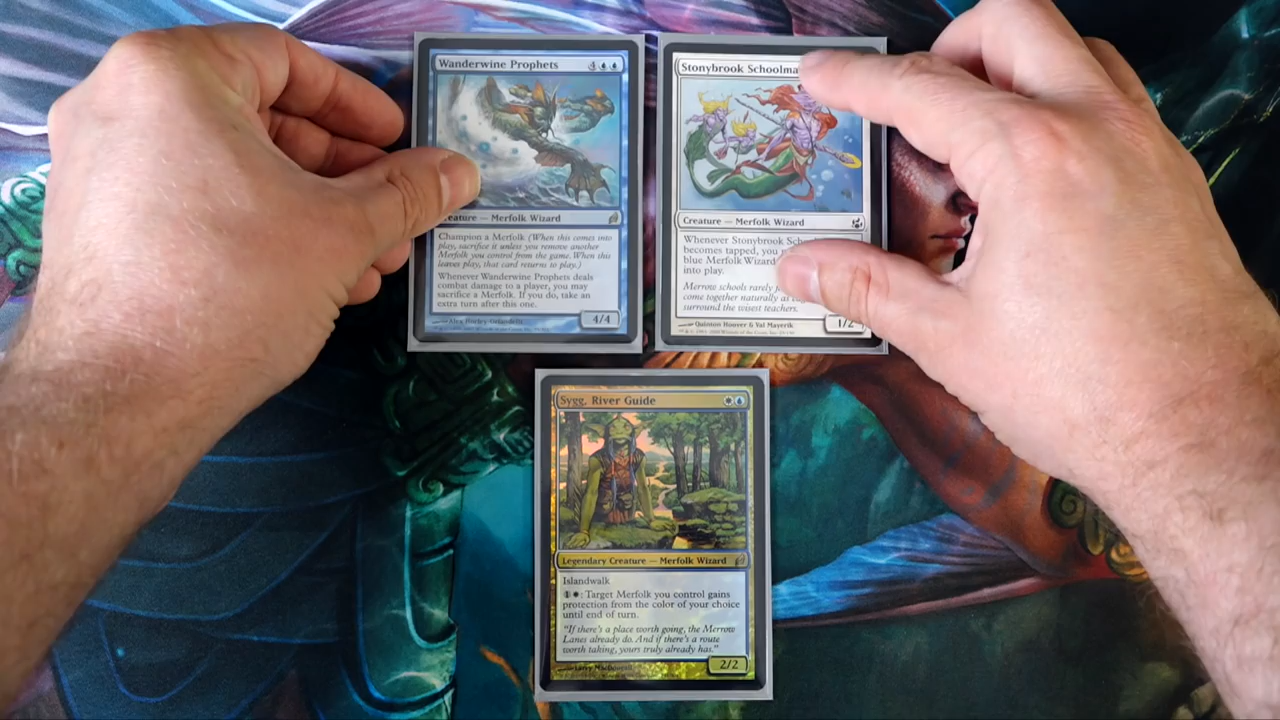 Wanderwine Prophets 4
Creature — Merfolk Wizard
Champion a Merfolk (When this comes into
play, sacrifice it unless you remove another
Merfolk you control from the game. When this
leaves play, that card returns to play.)
Whenever Wanderwine Prophets deals
combat damage to a player, you may
sacrifice a Merfolk. If you do, take an
extra turn after this one.
4/4
Stonybrook Schoolma
Creature — Merfolk Wizard
Whenever Stonybrook Scho
becomes tapped, you
blue Merfolk Wizard
into play.
Merrow schools rarely
come together naturally as
surround the wisest teachers.
Quinton Hoover & Val Mayerik
1/2
Sygg, River Guide
Legendary Creature — Merfolk Wizard
Islandwalk
1 : Target Merfolk you control gains
protection from the color of your choice
until end of turn.
"If there's a place worth going, the Merrow
Lanes already do. And if there's a route
worth taking, yours truly already has."
Larry MacDougall
2/2